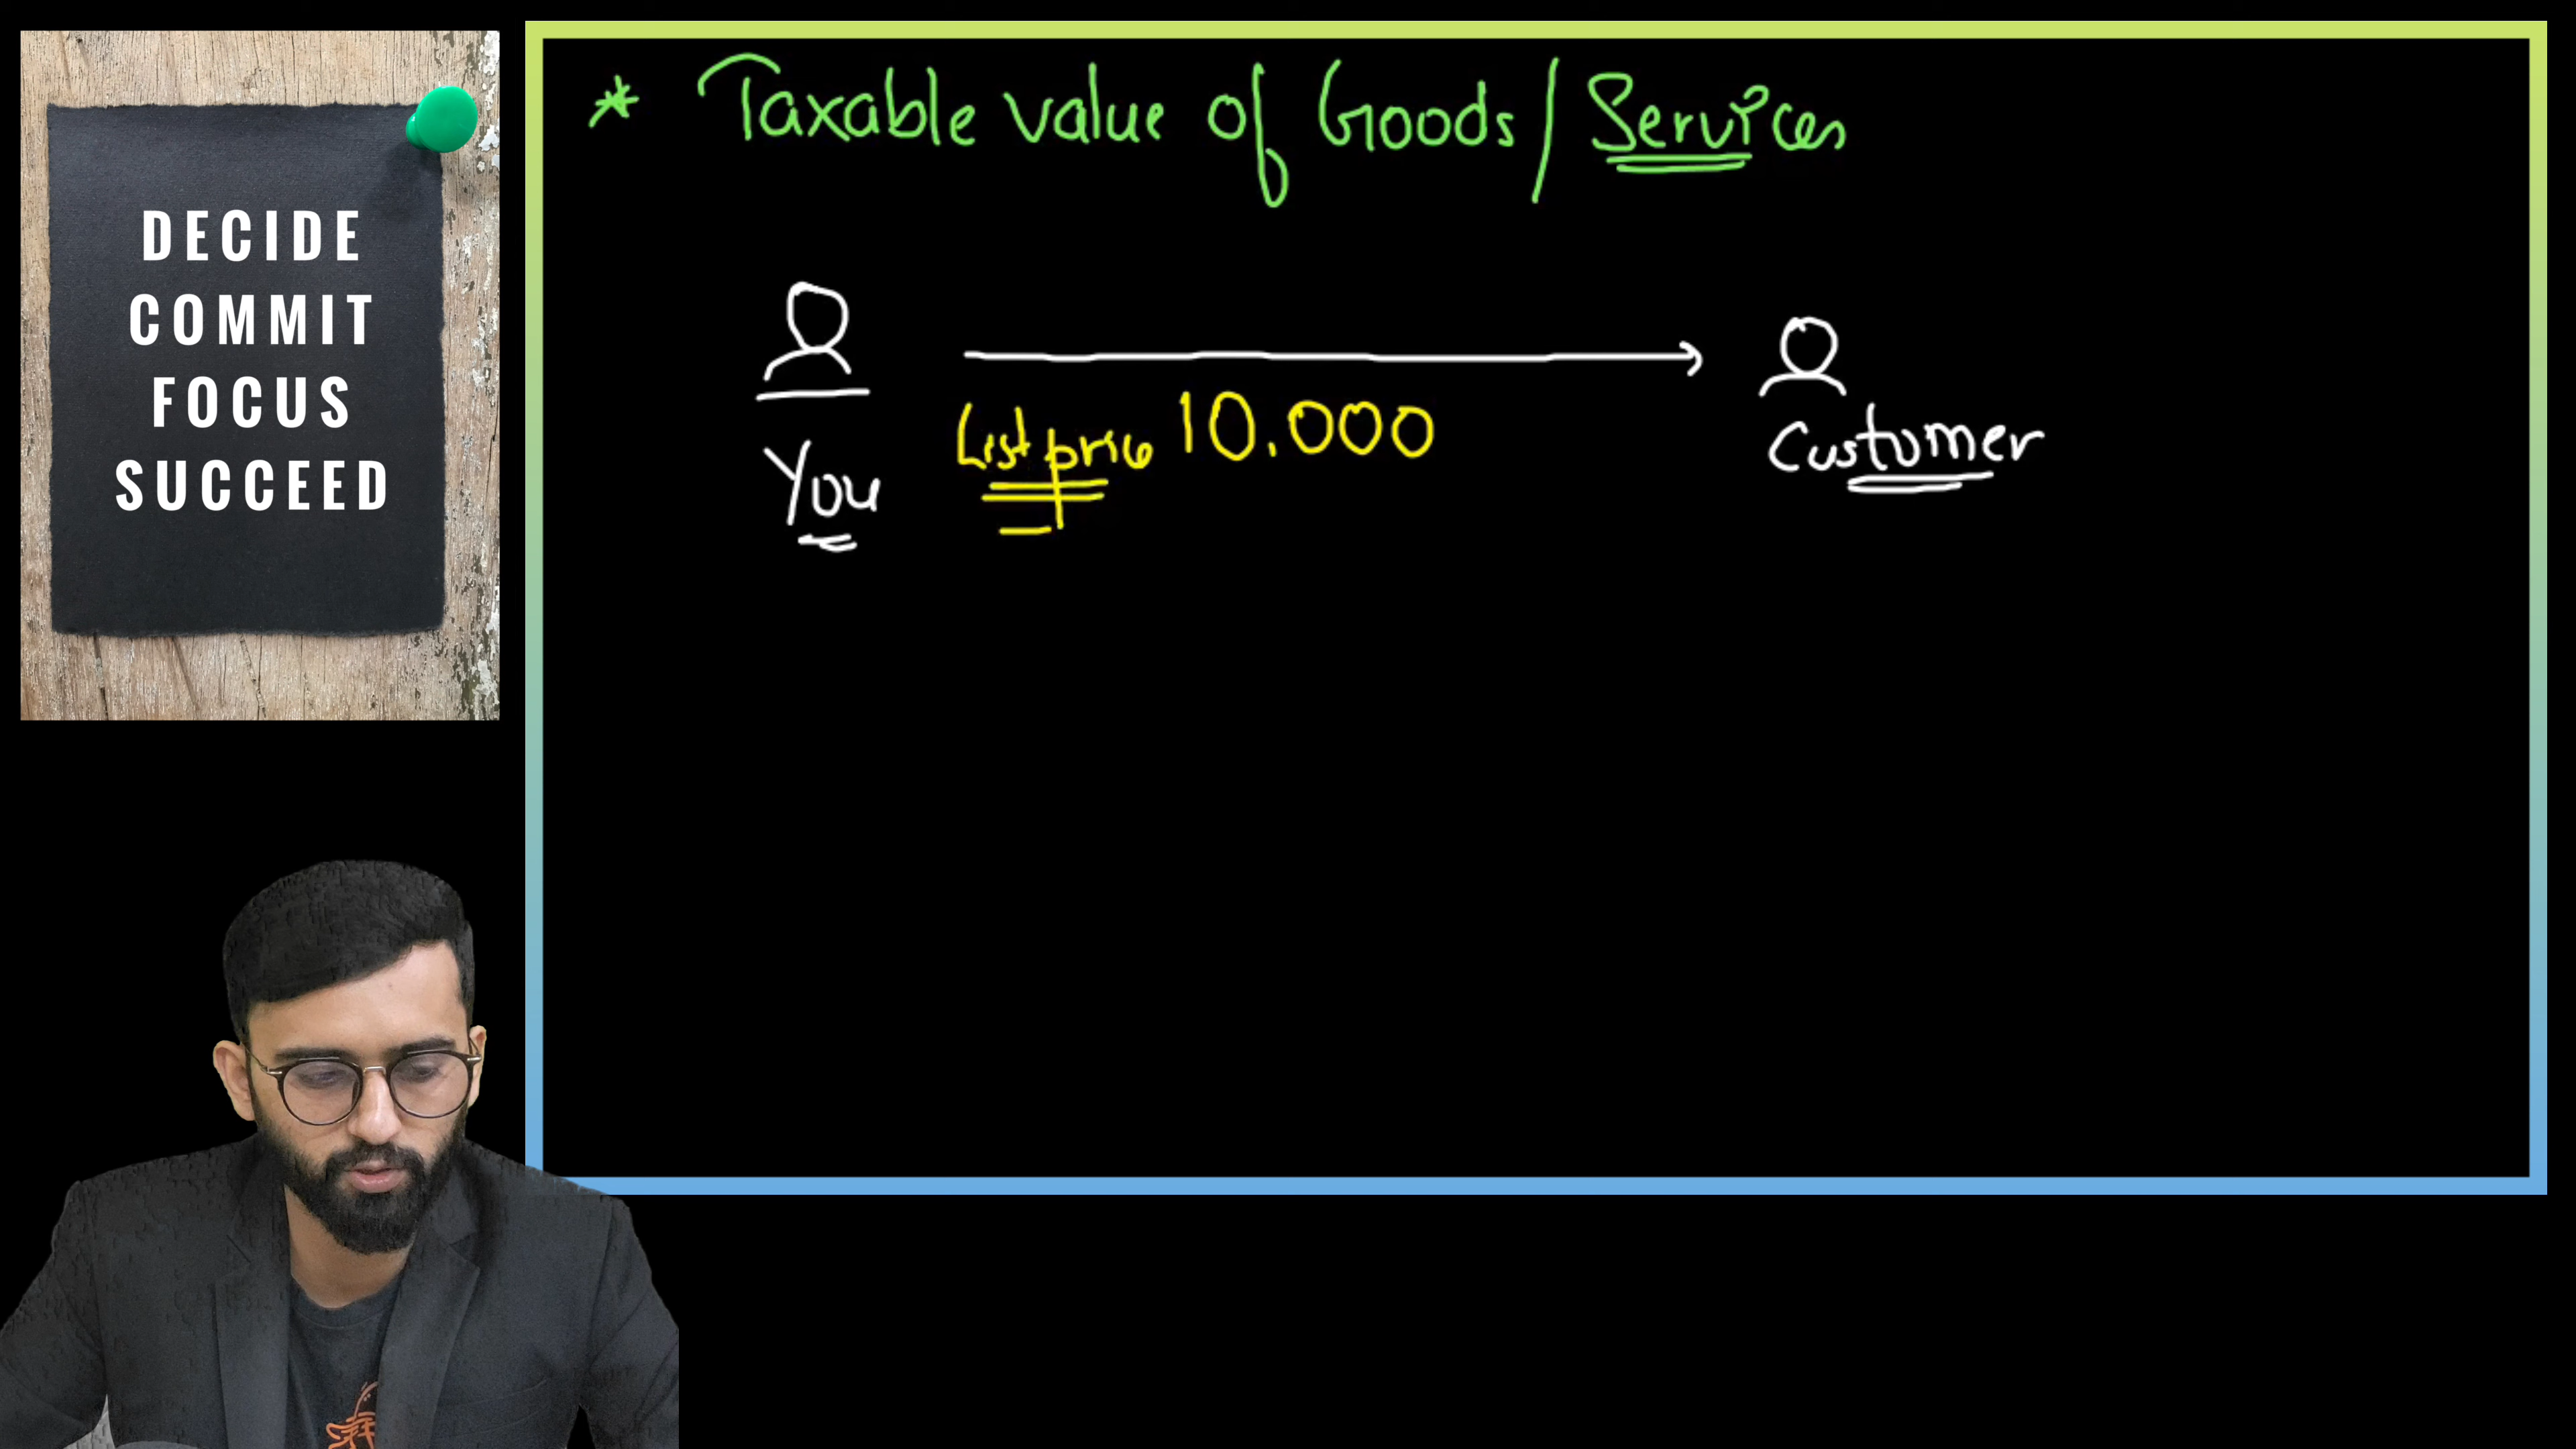 DECIDE
COMMIT
FOCUS
SUCCEED
* Taxable value of Goods/Services
You
List price 10.000
Customer